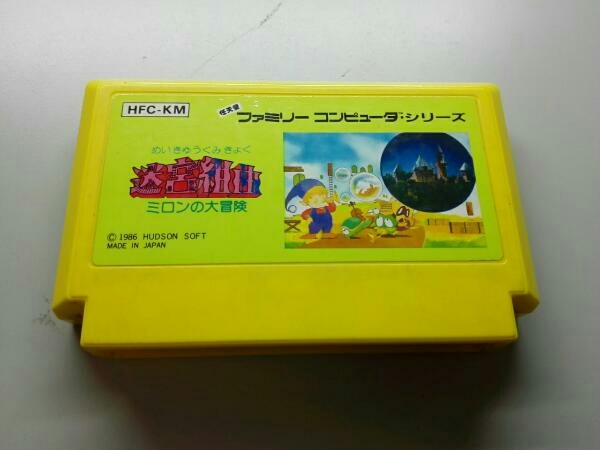 HFC-KM
任天堂 ファミリー コンピュータ・シリーズ
めいきゅうくみきょく
迷宮組曲
ミロンの大冒険
© 1986 HUDSON SOFT
MADE IN JAPAN